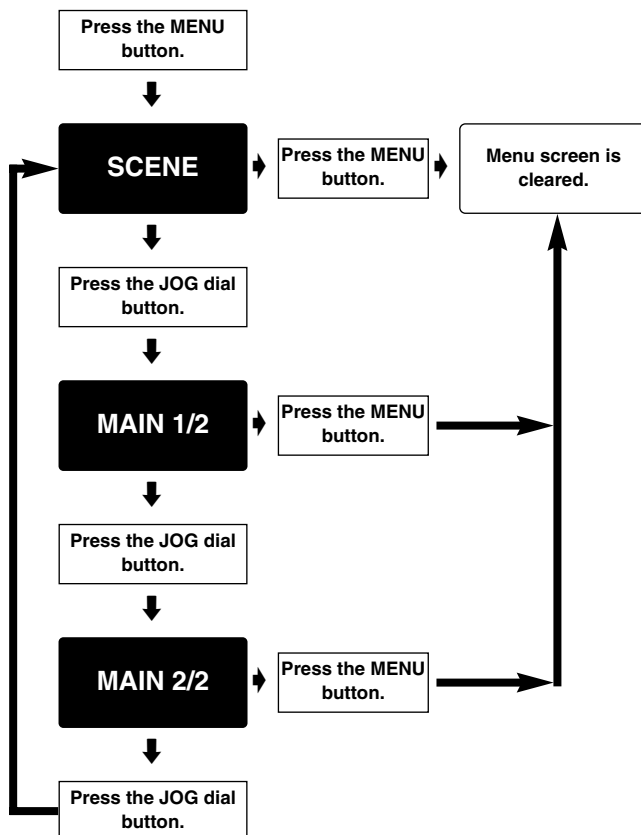 Press the MENU
button.
SCENE
Press the MENU
button.
Menu screen is
cleared.
Press the JOG dial
button.
MAIN 1/2
Press the MENU
button.
Press the JOG dial
button.
MAIN 2/2
Press the MENU
button.
Press the JOG dial
button.